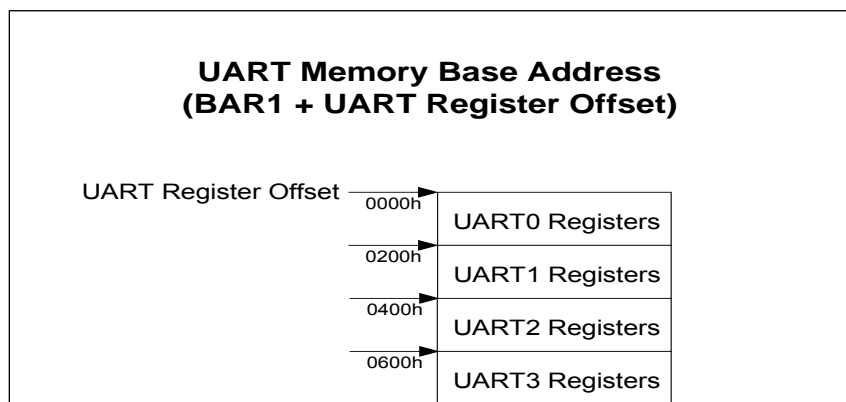 UART Memory Base Address
(BAR1 + UART Register Offset)
UART Register Offset
0000h
UART0 Registers
0200h
UART1 Registers
0400h
UART2 Registers
0600h
UART3 Registers